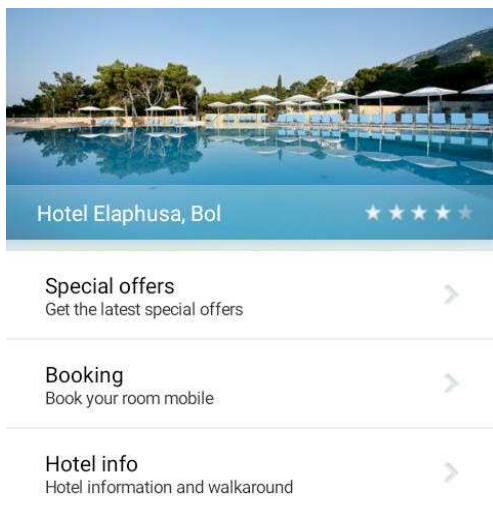 Hotel Elaphusa, Bol
Special offers
Get the latest special offers
Booking
Book your room mobile
Hotel info
Hotel information and walkaround